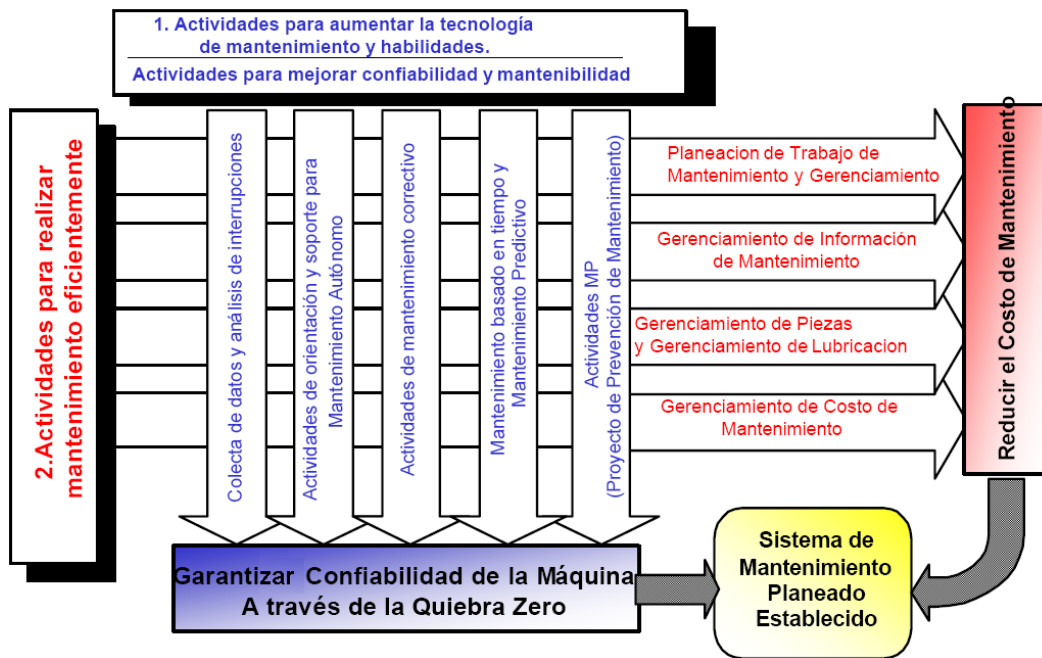 1. Actividades para aumentar la tecnología
de mantenimiento y habilidades.
Actividades para mejorar confiabilidad y mantenibilidad
2.Actividades para realizar
mantenimiento eficientemente
Colecta de datos y análisis de interrupciones
Actividades de orientación y soporte para
Mantenimiento Autónomo
Actividades de mantenimiento correctivo
Mantenimiento basado en tiempo y
Mantenimiento Predictivo
Actividades MP
(Proyecto de Prevención de Mantenimiento)
Planeacion de Trabajo de
Mantenimiento y Gerenciamiento
Gerenciamiento de Información
de Mantenimiento
Gerenciamiento de Piezas
y Gerenciamiento de Lubricacion
Gerenciamiento de Costo de
Mantenimiento
Reducir el Costo de Mantenimiento
Garantizar Confiabilidad de la Máquina
A través de la Quiebra Zero
Sistema de
Mantenimiento
Planeado
Establecido